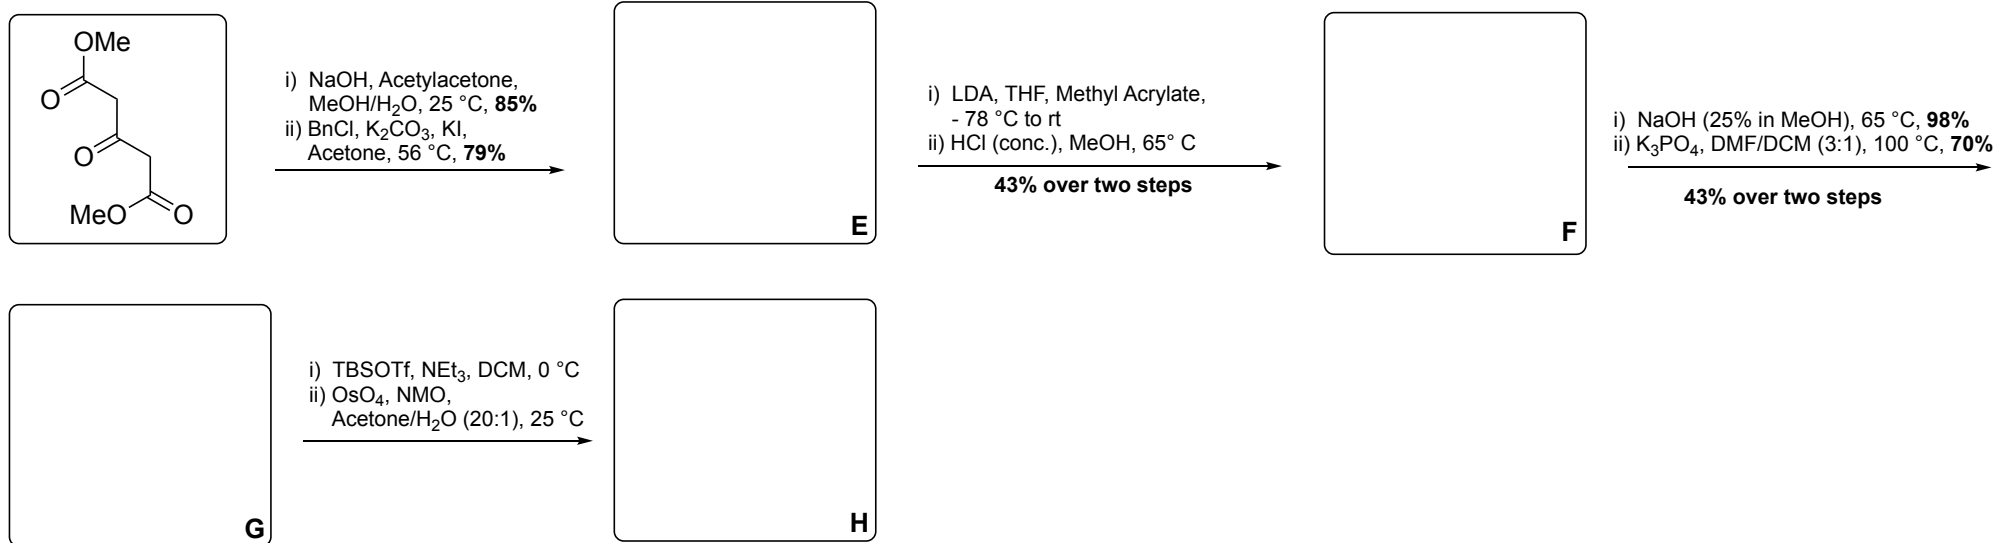 OMe
O
O
MeO
O
i) NaOH, Acetylacetone,
MeOH/H2O, 25 °C, 85%
ii) BnCl, K2CO3, KI,
Acetone, 56 °C, 79%
E
i) LDA, THF, Methyl Acrylate,
- 78 °C to rt
ii) HCl (conc.), MeOH, 65° C
43% over two steps
F
i) NaOH (25% in MeOH), 65 °C, 98%
ii) K3PO4, DMF/DCM (3:1), 100 °C, 70%
43% over two steps
G
i) TBSOTf, NEt3, DCM, 0 °C
ii) OsO4, NMO,
Acetone/H2O (20:1), 25 °C
H